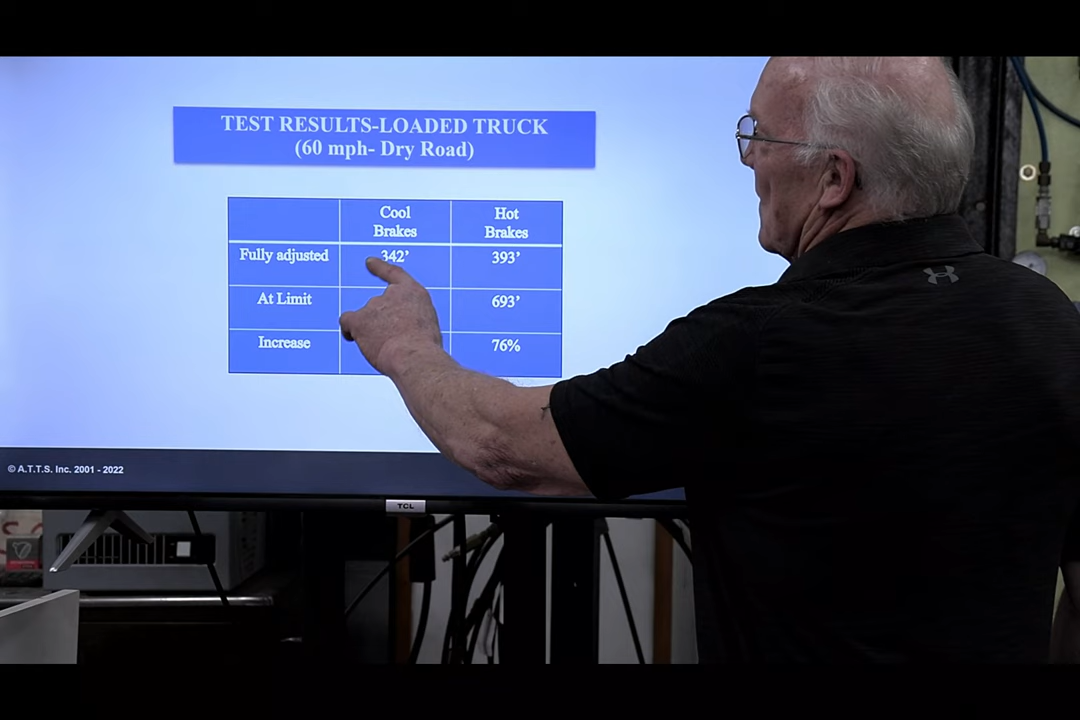 TEST RESULTS-LOADED TRUCK
(60 mph- Dry Road)
Cool
Brakes
Hot
Brakes
Fully adjusted
342’
393’
At Limit
693’
Increase
76%
© A.T.T.S. Inc. 2001 - 2022
TCL